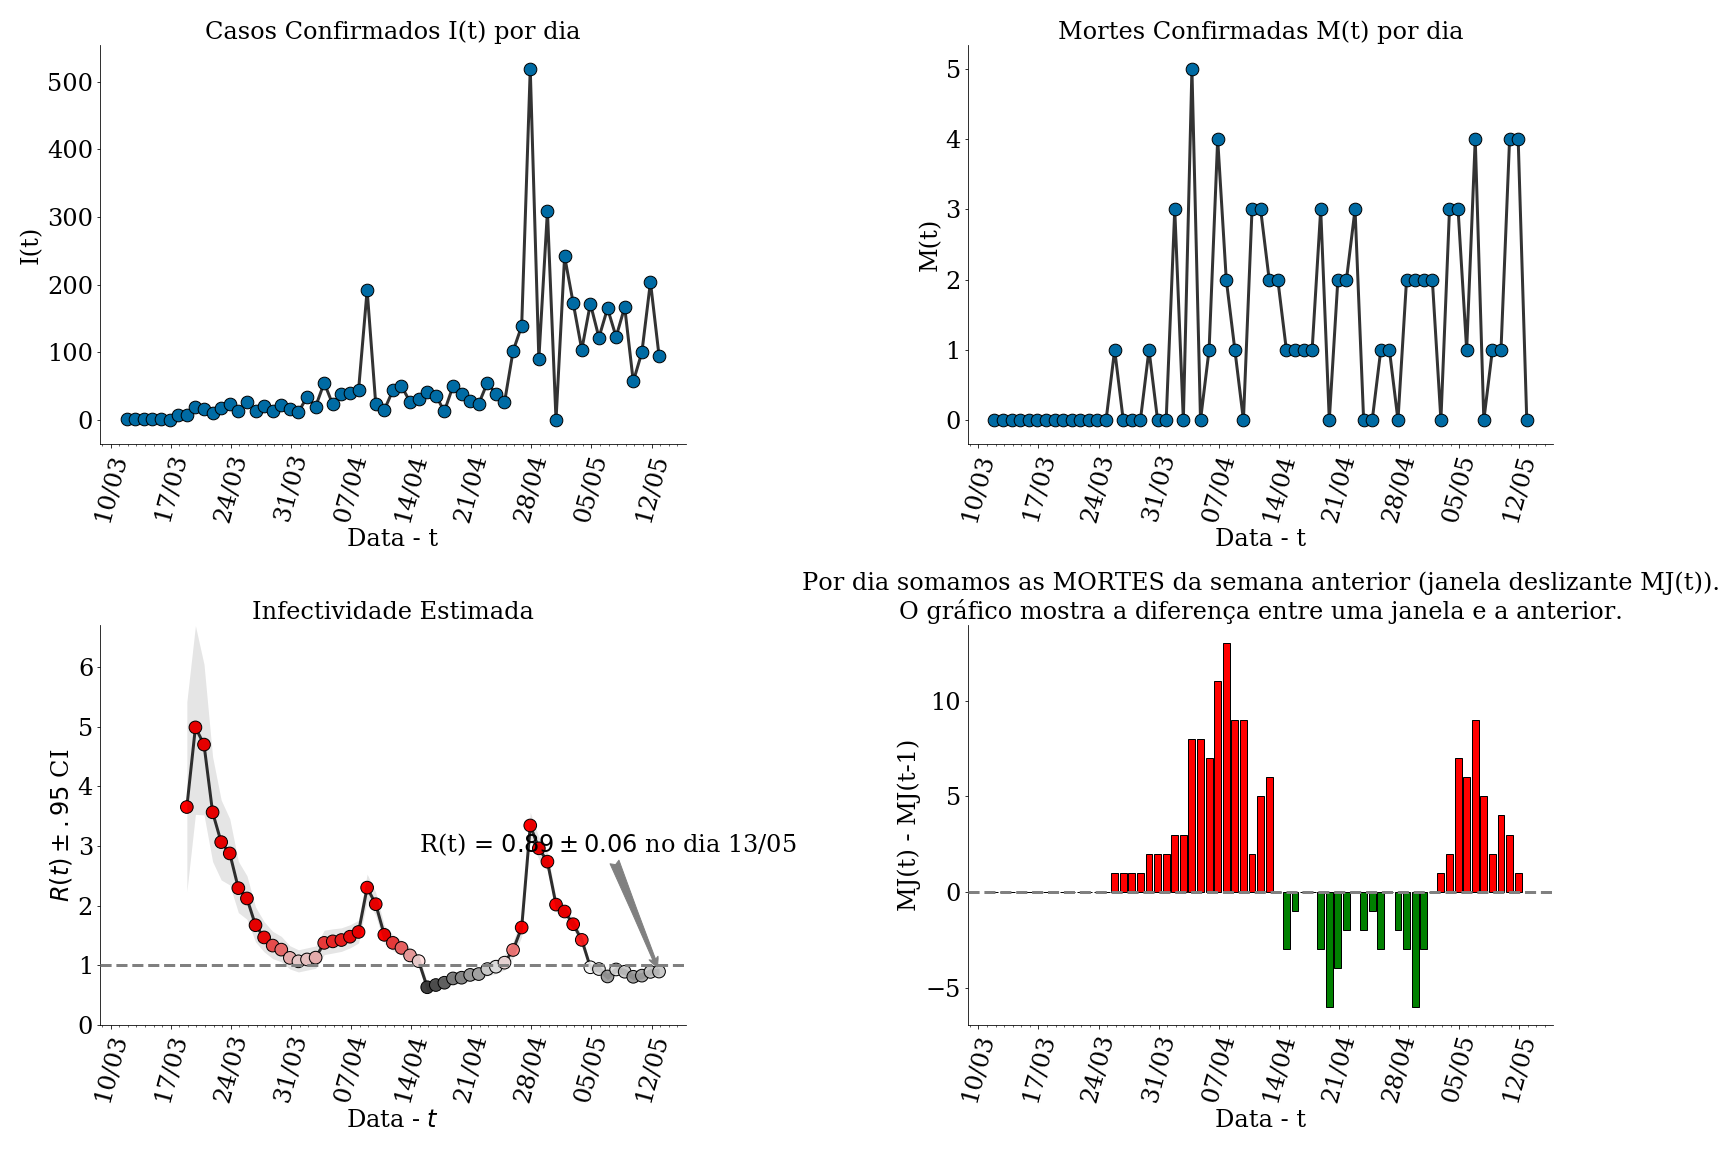 Casos Confirmados I(t) por dia
I(t)
500
400
300
200
100
0
10/03 17/03 24/03 31/03 07/04 14/04 21/04 28/04 05/05 12/05
Data - t
Mortes Confirmadas M(t) por dia
M(t)
5
4
3
2
1
0
10/03 17/03 24/03 31/03 07/04 14/04 21/04 28/04 05/05 12/05
Data - t
Infectividade Estimada
R(t) ± .95 CI
6
5
4
3
2
1
0
R(t) = 0.89 ± 0.06 no dia 13/05
10/03 17/03 24/03 31/03 07/04 14/04 21/04 28/04 05/05 12/05
Data - t
Por dia somamos as MORTES da semana anterior (janela deslizante MJ(t)).
O gráfico mostra a diferença entre uma janela e a anterior.
MJ(t) - MJ(t-1)
10
5
0
−5
10/03 17/03 24/03 31/03 07/04 14/04 21/04 28/04 05/05 12/05
Data - t